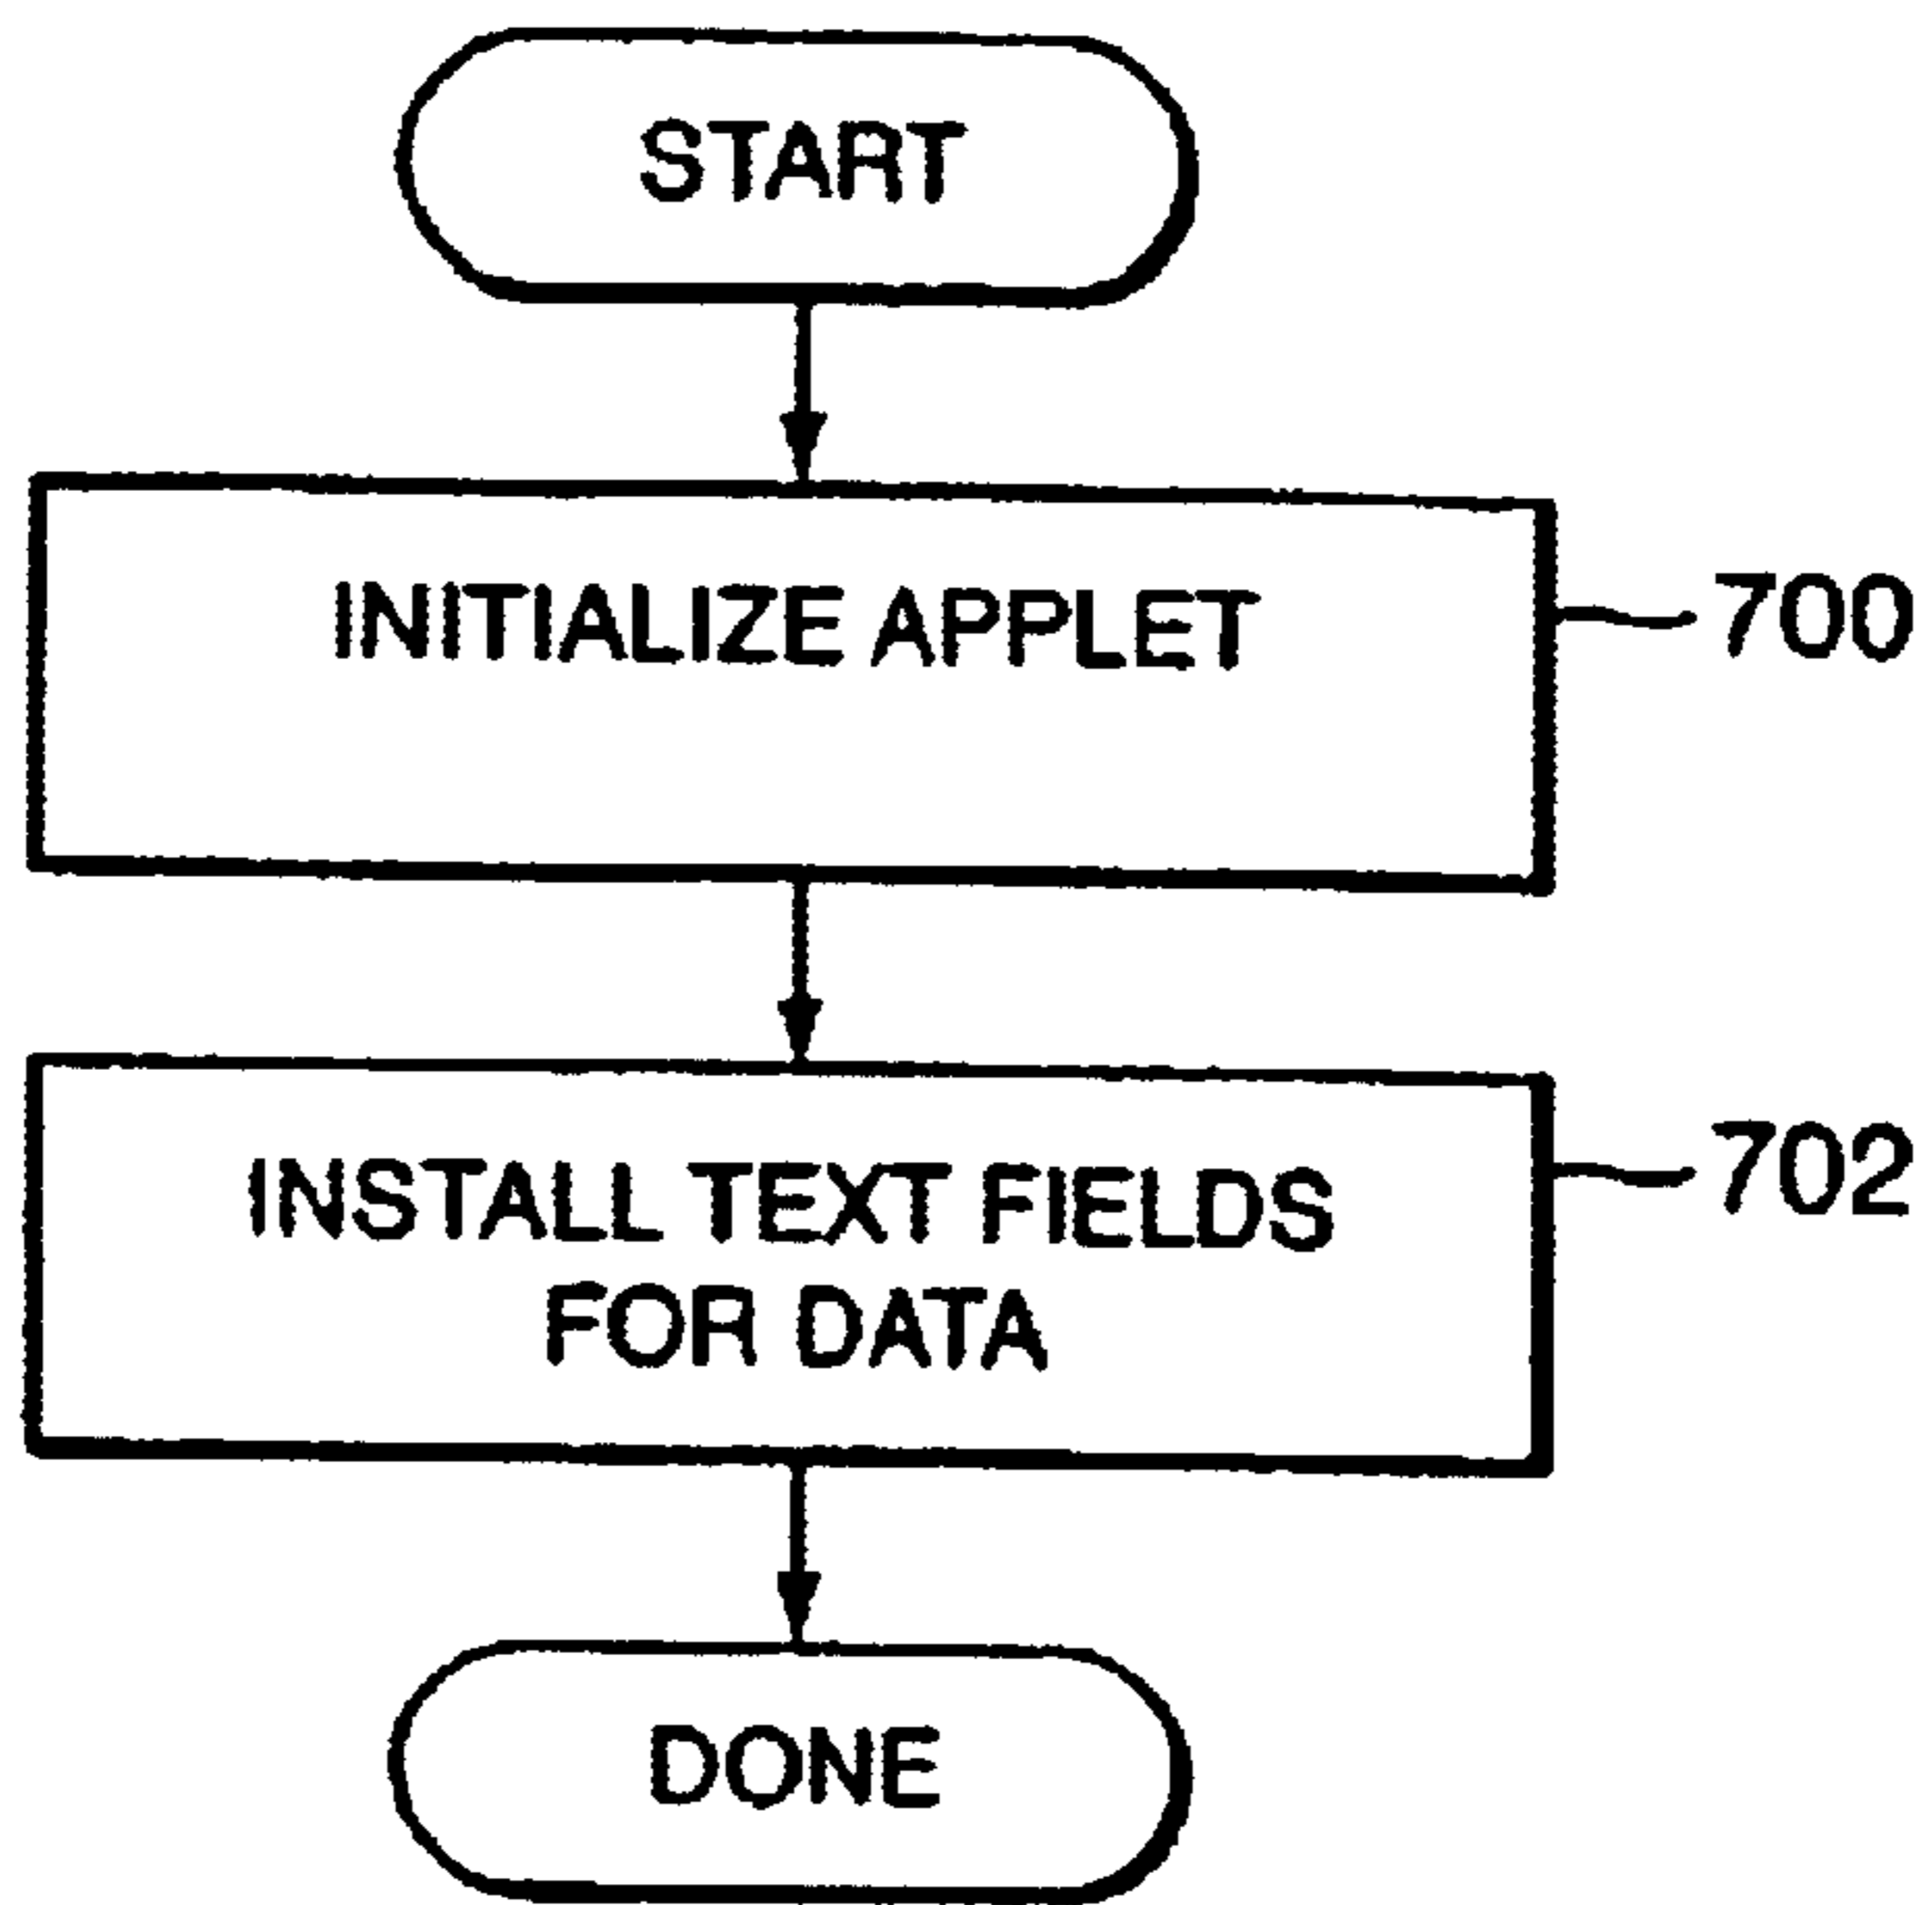 START
INITIALIZE APPLET
700
INSTALL TEXT FIELDS
702
FOR DATA
DONE